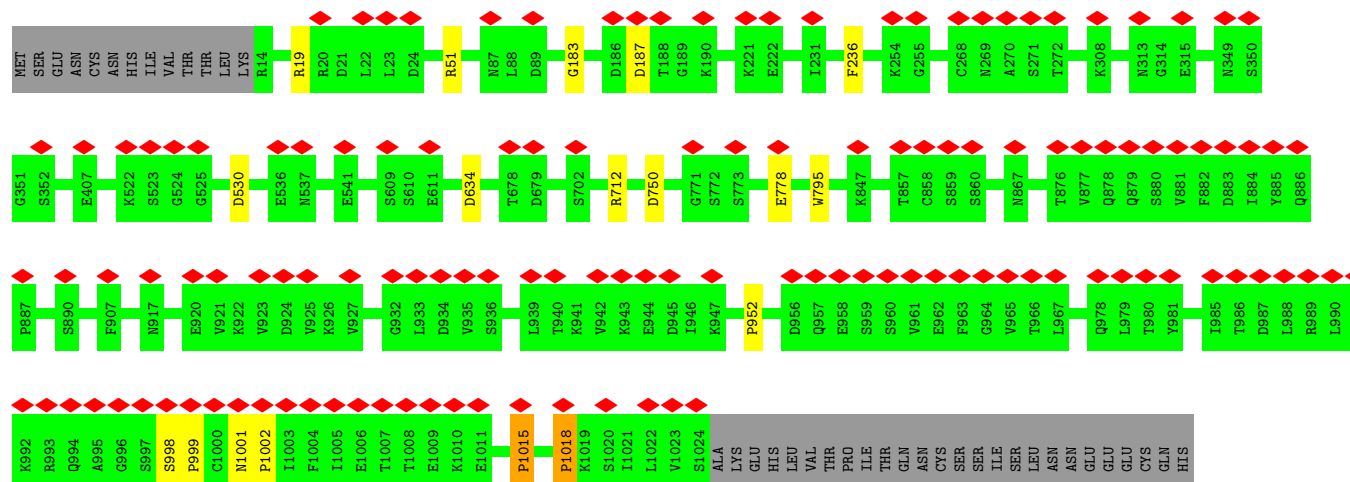 MET SER GLU ASN CYS ASN HIS ILE VAL THR THR LEU LYS R14 R19 R20 D21 L22 L23 D24 R51 N87 L88 D89 G183 D186 D187 T188 G189 K190 K221 E222 I231 F236 K254 G255 C268 N269 A270 S271 T272 K308 N313 G314 E315 N349 S350
G351 S352 E407 K522 S523 G524 G525 D530 E536 N537 E541 S609 S610 E611 D634 T678 D679 S702 R712 D750 G771 S772 S773 E778 W795 K847 T857 C858 S859 S860 N867 T876 V877 Q878 Q879 S880 V881 F882 D883 I884 Y885 Q886
P887 S890 F907 N917 E920 V921 K922 V923 D924 V925 K926 V927 G932 L933 D934 V935 S936 L939 T940 K941 V942 K943 E944 D945 I946 K947 P952 D956 Q957 E958 S959 S960 V961 E962 F963 G964 V965 T966 L967 Q978 L979 T980 Y981 I985 T986 D987 L988 R989 L990
K992 R993 Q994 A995 G996 S997 S998 P999 C1000 N1001 P1002 I1003 F1004 I1005 E1006 T1007 T1008 E1009 K1010 E1011 P1015 P1018 K1019 S1020 I1021 L1022 V1023 S1024 ALA LYS GLU HIS LEU VAL THR PRO ILE THR GLN ASN CYS SER SER ILE SER LEU ASN ASN GLU GLU GLU CYS GLN HIS